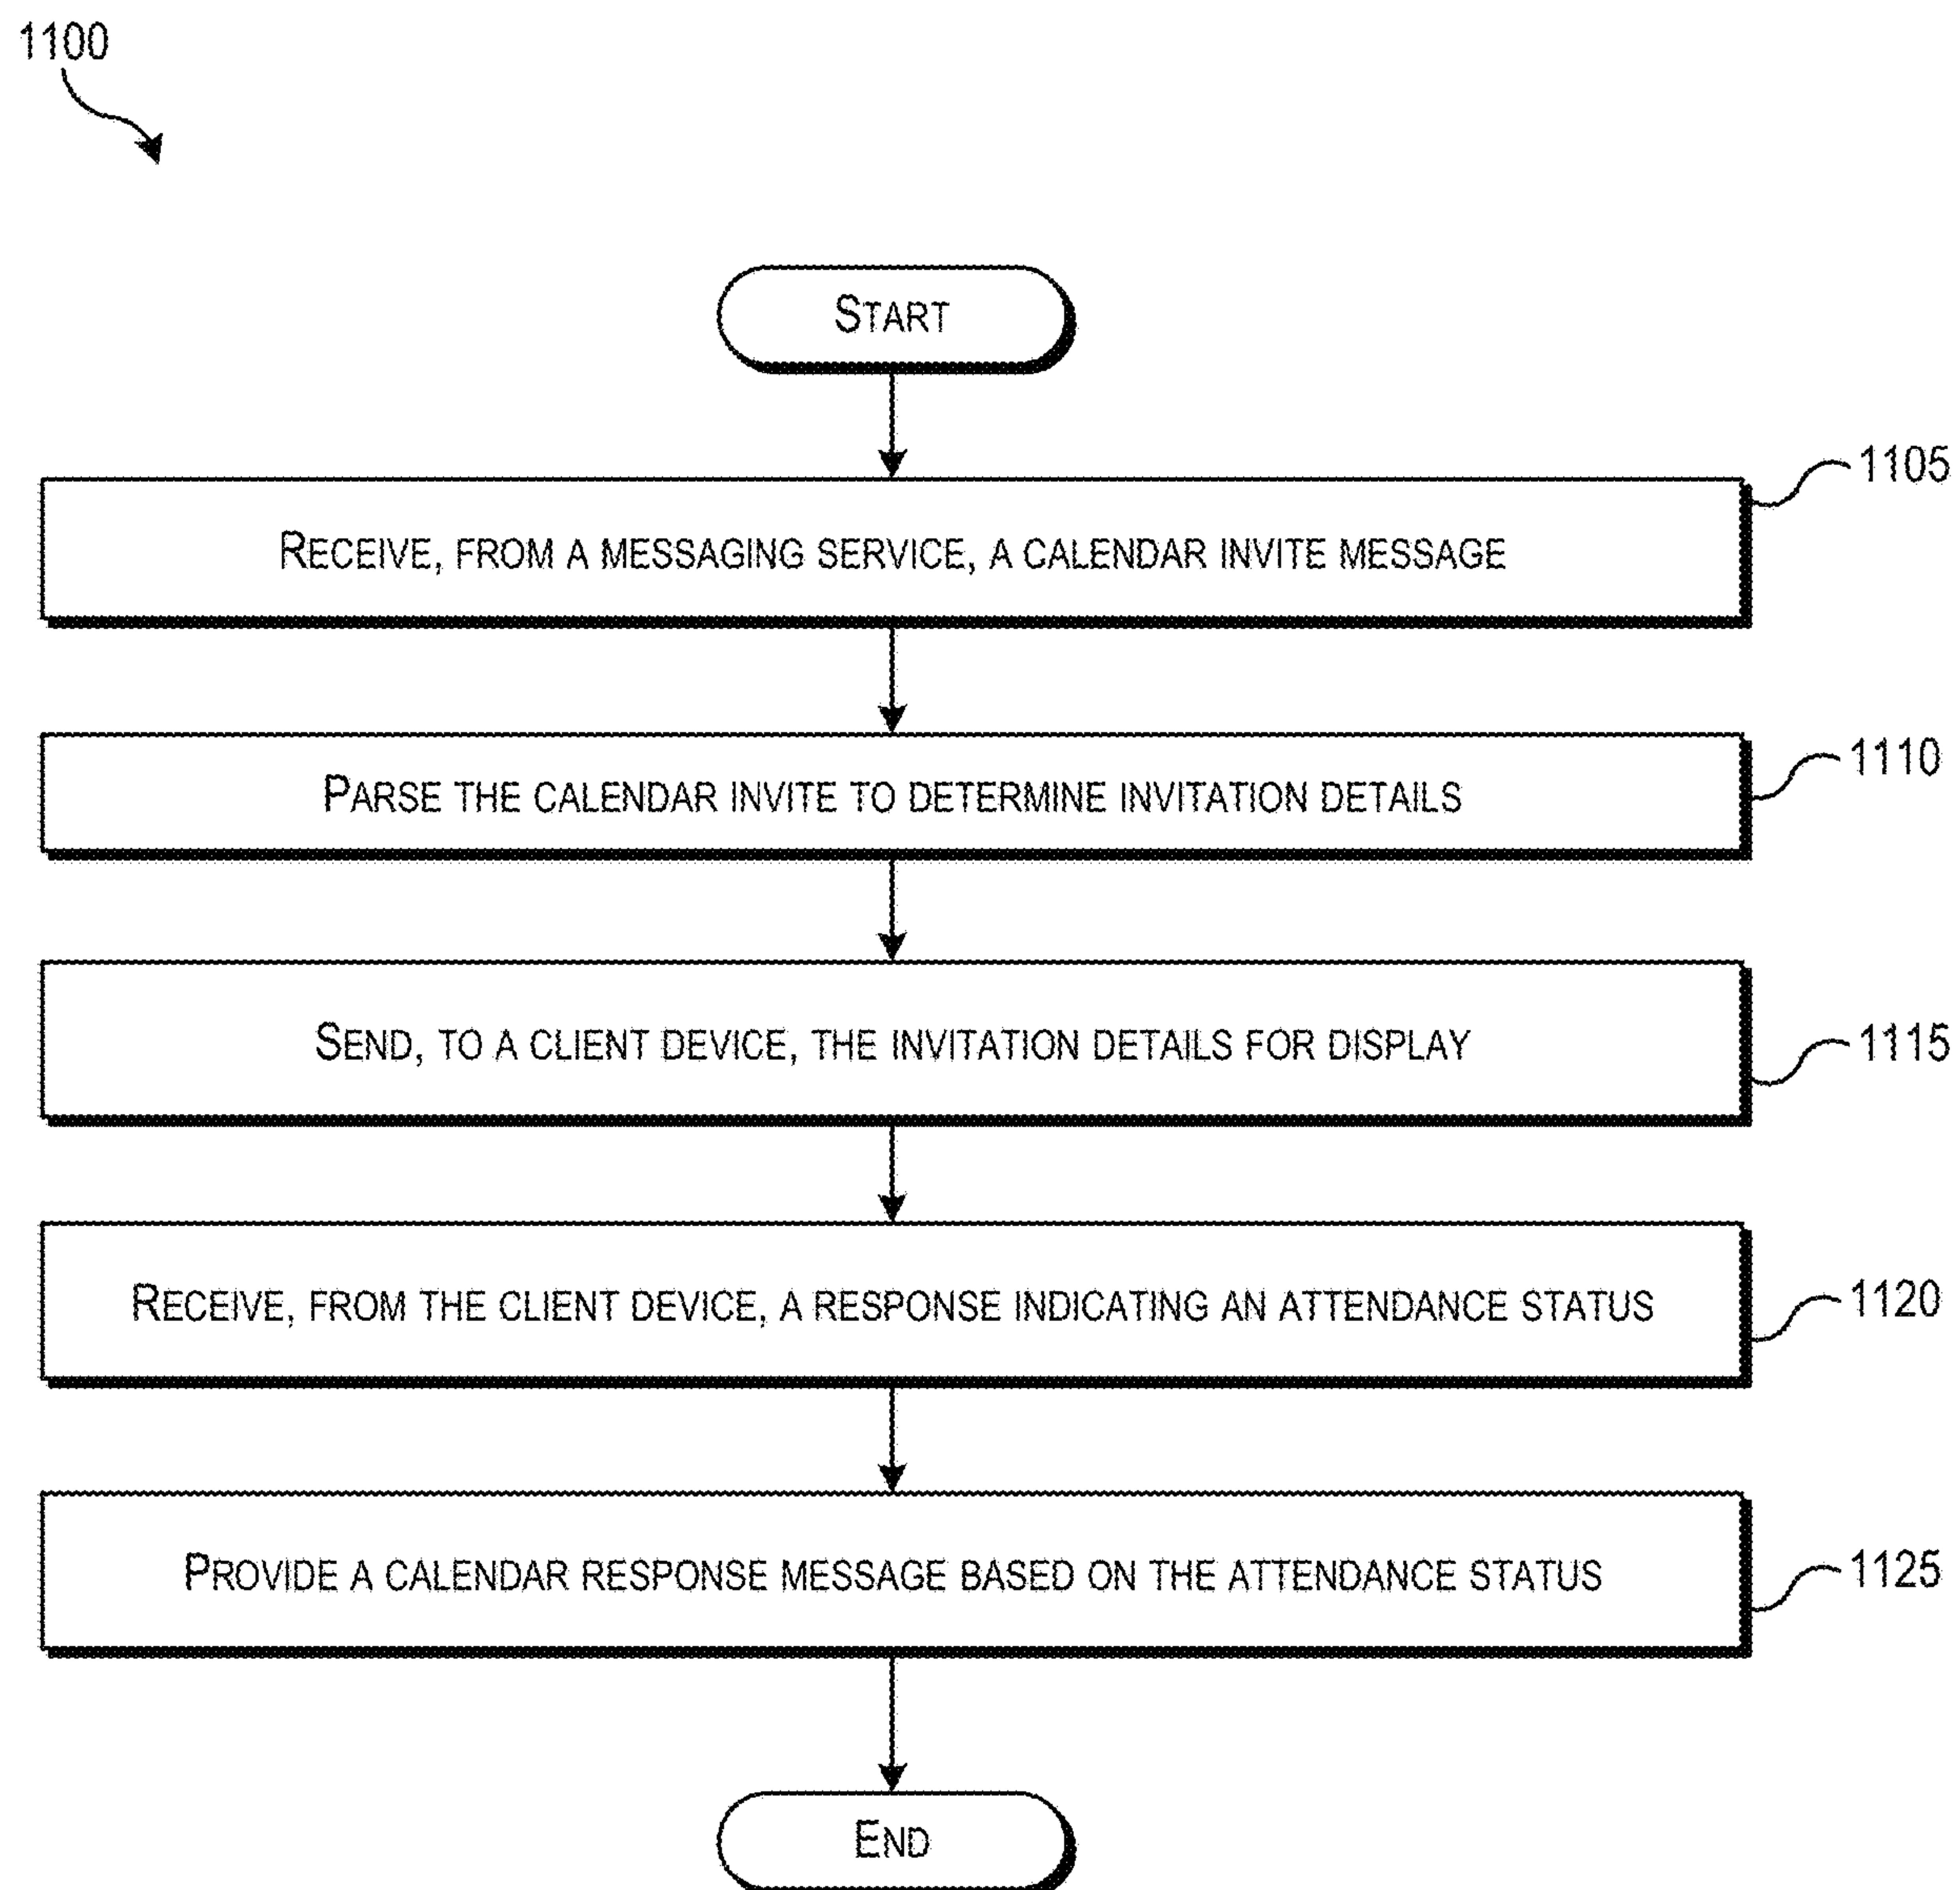 1100
START
RECEIVE, FROM A MESSAGING SERVICE, A CALENDAR INVITE MESSAGE
1105
PARSE THE CALENDAR INVITE TO DETERMINE INVITATION DETAILS
1110
SEND, TO A CLIENT DEVICE, THE INVITATION DETAILS FOR DISPLAY
1115
RECEIVE, FROM THE CLIENT DEVICE, A RESPONSE INDICATING AN ATTENDANCE STATUS
1120
PROVIDE A CALENDAR RESPONSE MESSAGE BASED ON THE ATTENDANCE STATUS
1125
END